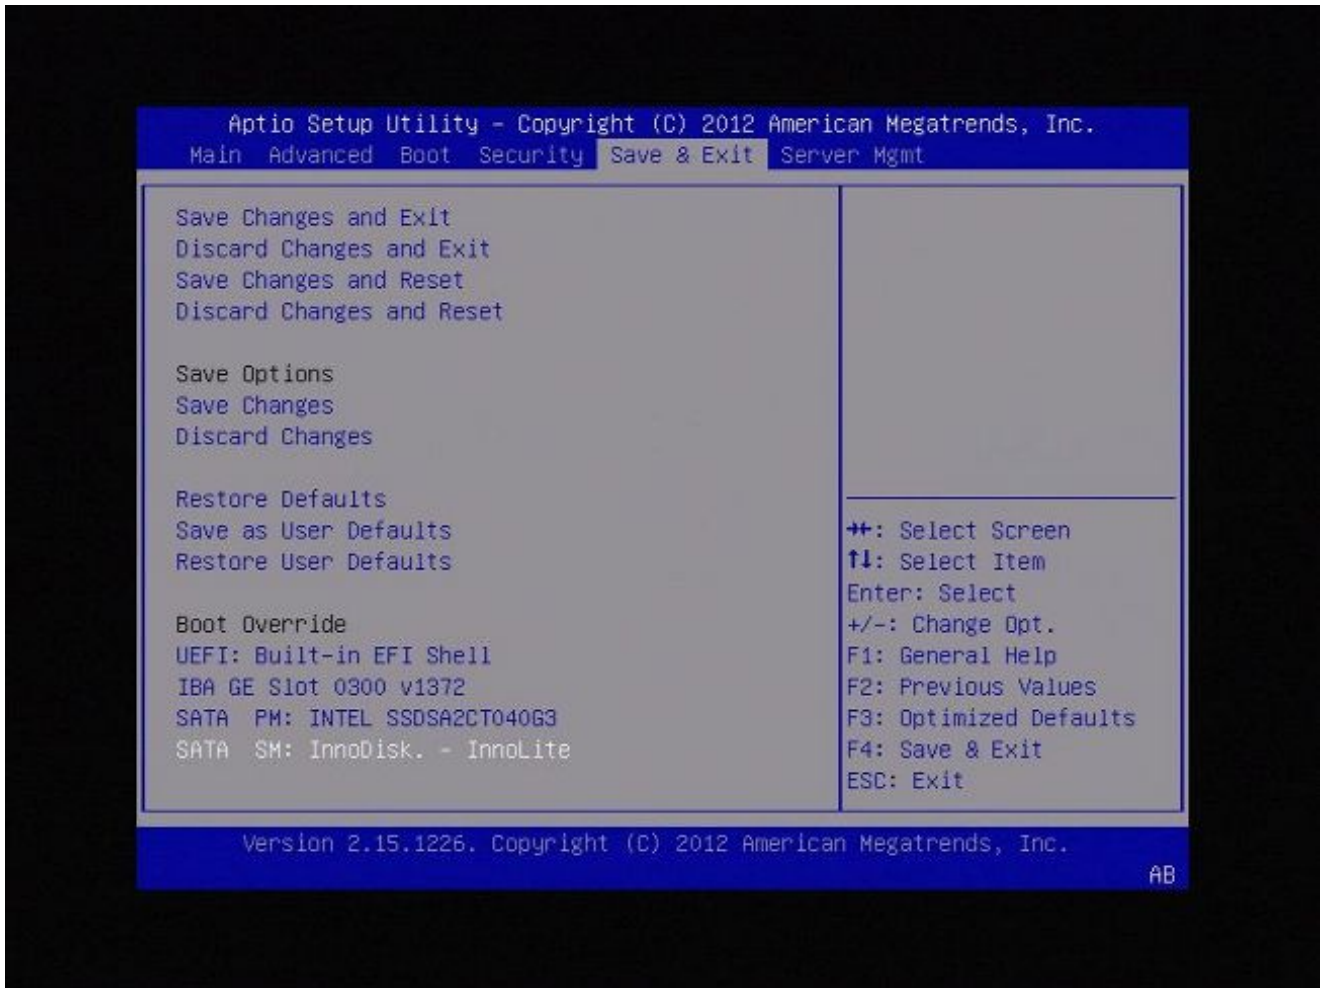 Aptio Setup Utility - Copyright (C) 2012 American Megatrends, Inc.
Main Advanced Boot Security Save & Exit Server Mgmt
Save Changes and Exit
Discard Changes and Exit
Save Changes and Reset
Discard Changes and Reset
Save Options
Save Changes
Discard Changes
Restore Defaults
Save as User Defaults
Restore User Defaults
Boot Override
UEFI: Built-in EFI Shell
IBA GE Slot 0300 v1372
SATA PM: INTEL SSDSA2CT040G3
SATA SM: InnoDisk. - InnoLite
→←: Select Screen
↑↓: Select Item
Enter: Select
+/-: Change Opt.
F1: General Help
F2: Previous Values
F3: Optimized Defaults
F4: Save & Exit
ESC: Exit
Version 2.15.1226. Copyright (C) 2012 American Megatrends, Inc.
AB